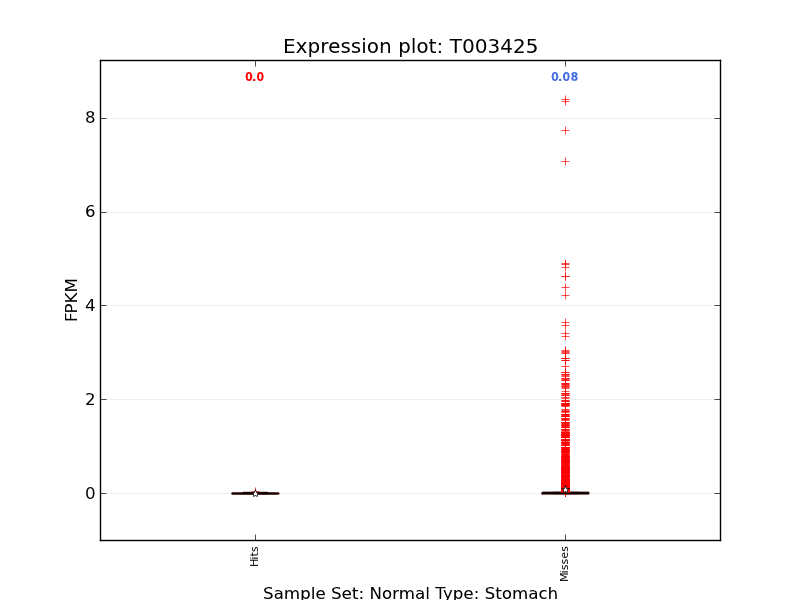 Expression plot: T003425
0.0
0.08
8
6
4
2
0
FPKM
Hits
Misses
Sample Set: Normal Type: Stomach